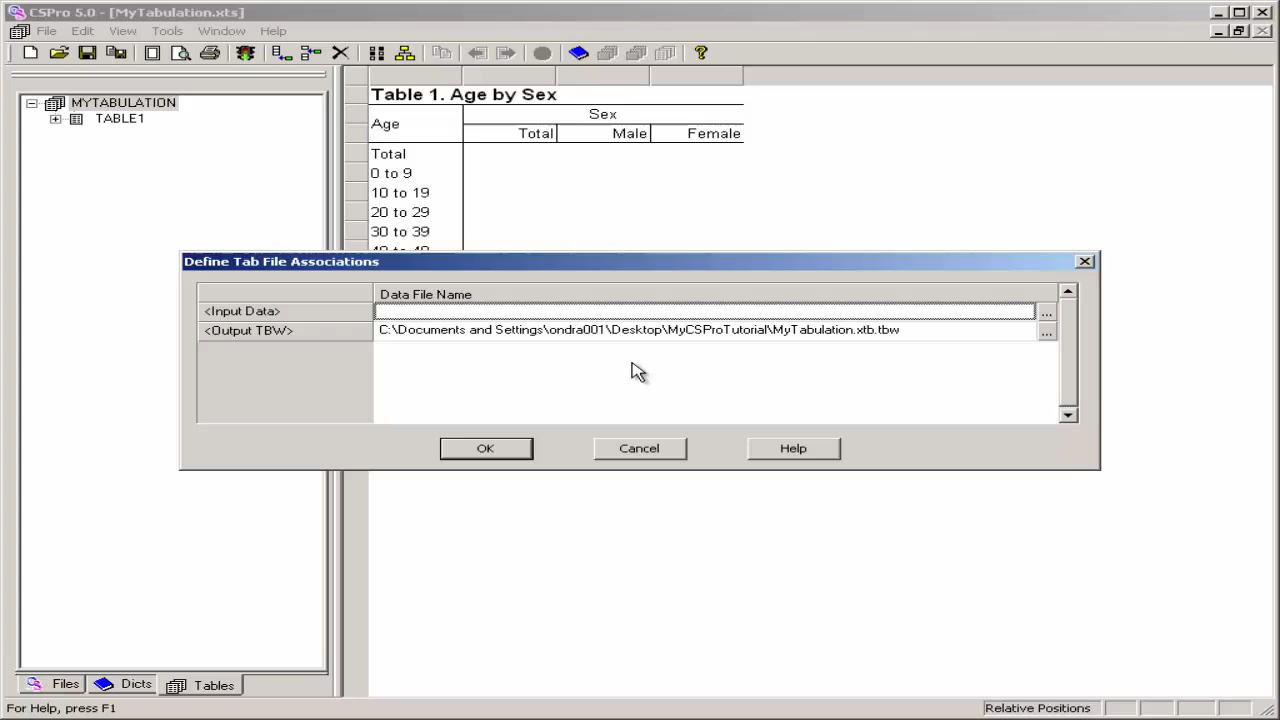 CSPro 5.0 - [MyTabulation.xts]
File Edit View Tools Window Help
MYTABULATION
TABLE1
Table 1. Age by Sex
Age
Sex
Total Male Female
Total
0 to 9
10 to 19
20 to 29
30 to 39
Define Tab File Associations
Data File Name
<Input Data>
...
<Output TBW> C:\Documents and Settings\ondra001\Desktop\MyCSProTutorial\MyTabulation.xtb.tbw
...
OK Cancel Help
Files Dicts Tables
For Help, press F1
Relative Positions